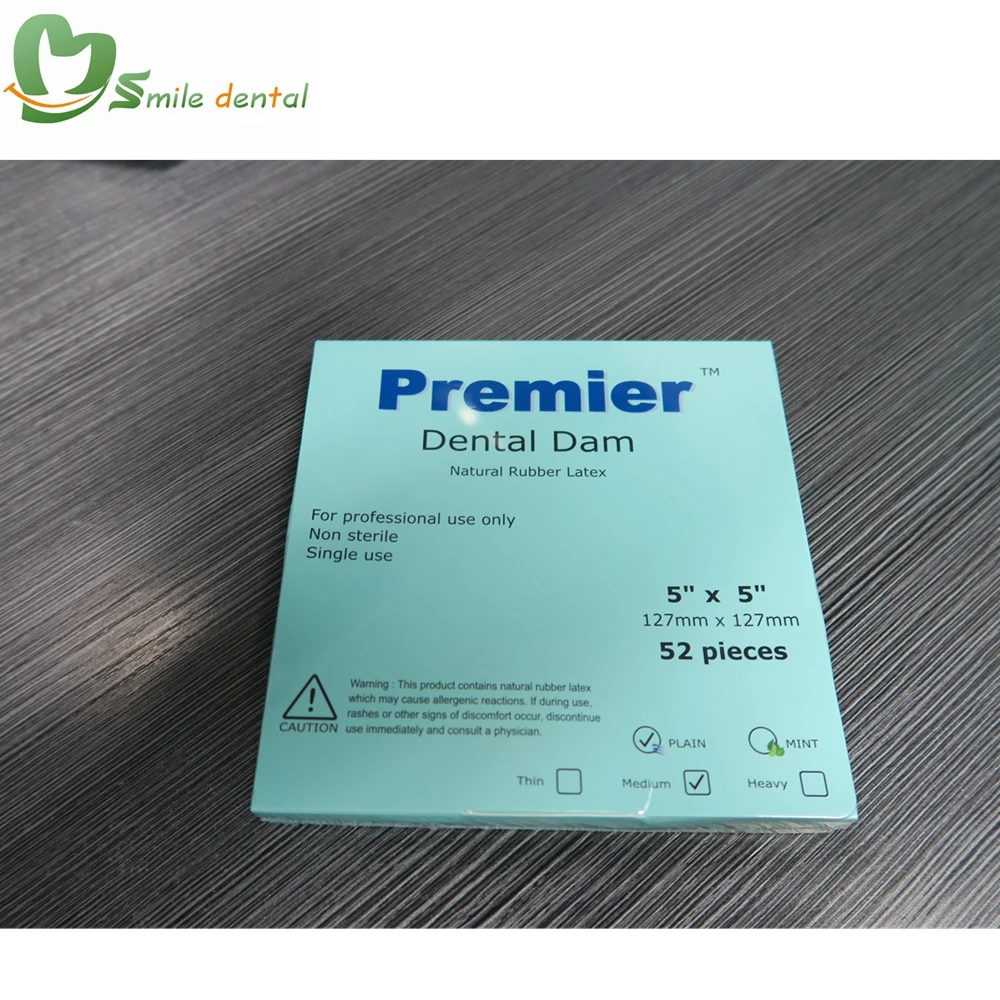 Smile dental
Premier™
Dental Dam
Natural Rubber Latex
For professional use only
Non sterile
Single use
5" x 5"
127mm x 127mm
52 pieces
Warning : This product contains natural rubber latex
which may cause allergenic reactions. If during use,
rashes or other signs of discomfort occur, discontinue
use immediately and consult a physician.
CAUTION
PLAIN MINT
Thin Medium Heavy